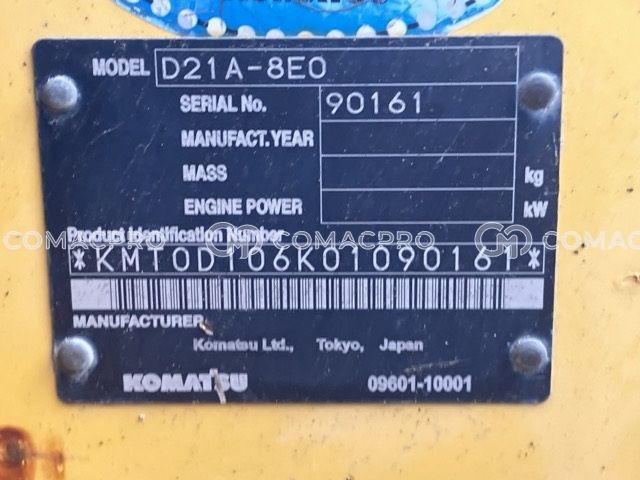 MODEL D21A-8E0
SERIAL No. 90161
MANUFACT.YEAR
MASS kg
ENGINE POWER kW
Product Identification Number
COMACPRO COMACPRO COMACPRO
*KMT0D106K01090161*
MANUFACTURER
Komatsu Ltd., Tokyo, Japan
KOMATSU 09601-10001